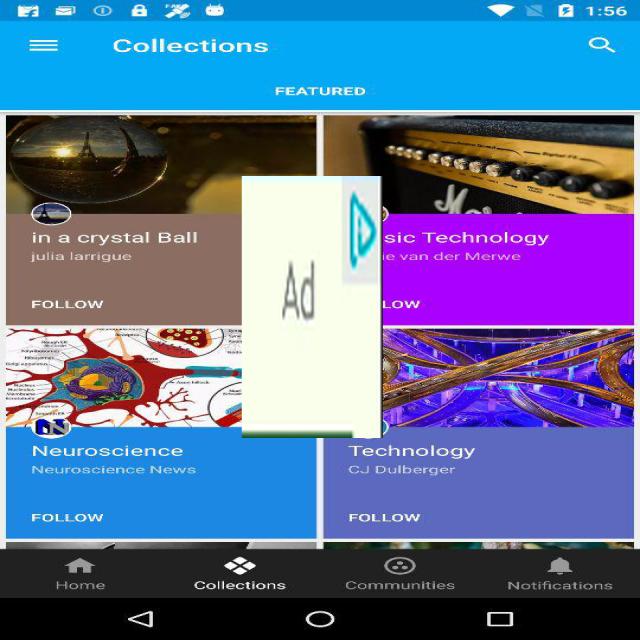 1:56
Collections
FEATURED
in a crystal Ball
julia larrigue
FOLLOW
sic Technology
ie van der Merwe
LOW
Ad
Neuroscience
Neuroscience News
FOLLOW
Technology
CJ Dulberger
FOLLOW
Home
Collections
Communities
Notifications